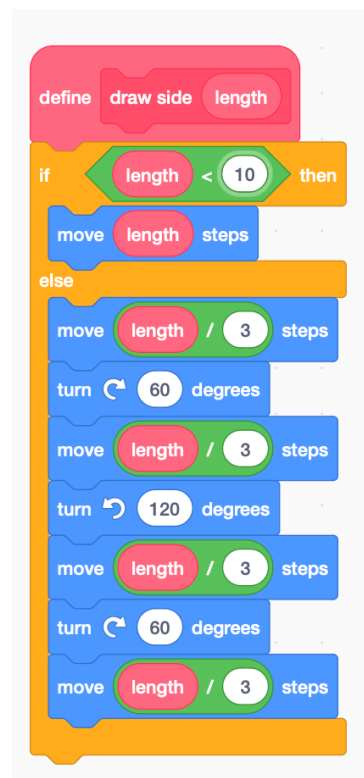 define draw side length
if length < 10 then
move length steps
else
move length / 3 steps
turn 60 degrees
move length / 3 steps
turn 120 degrees
move length / 3 steps
turn 60 degrees
move length / 3 steps